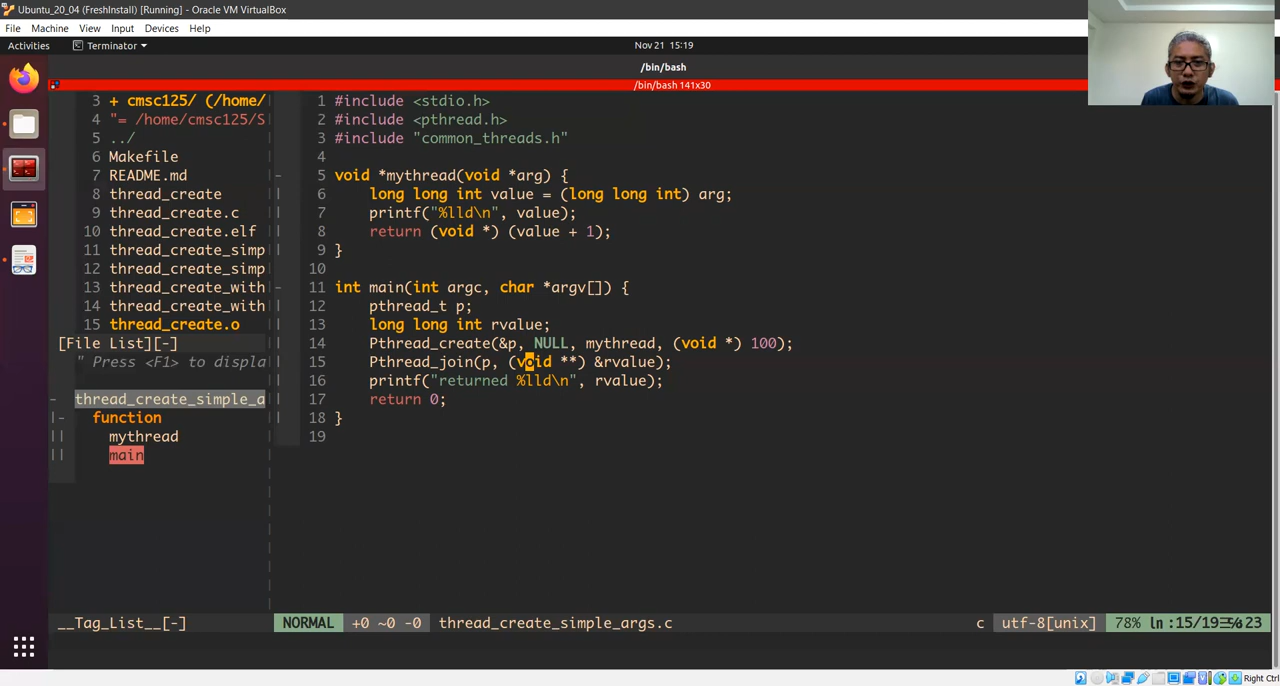 Ubuntu_20_04 (FreshInstall) [Running] - Oracle VM VirtualBox
File Machine View Input Devices Help
Activities Terminator Nov 21 15:19
/bin/bash
/bin/bash 141x30
3 + cmsc125/ (/home/
4 "= /home/cmsc125/S
5 ../
6 Makefile
7 README.md
8 thread_create
9 thread_create.c
10 thread_create.elf
11 thread_create_simp
12 thread_create_simp
13 thread_create_with
14 thread_create_with
15 thread_create.o
[File List][-]
" Press <F1> to displa
- thread_create_simple_a
|- function
|| mythread
|| main
__Tag_List__[-]
1 #include <stdio.h>
2 #include <pthread.h>
3 #include "common_threads.h"
4
- 5 void *mythread(void *arg) {
| 6 long long int value = (long long int) arg;
| 7 printf("%lld\n", value);
| 8 return (void *) (value + 1);
| 9 }
10
- 11 int main(int argc, char *argv[]) {
| 12 pthread_t p;
| 13 long long int rvalue;
| 14 Pthread_create(&p, NULL, mythread, (void *) 100);
| 15 Pthread_join(p, (void **) &rvalue);
| 16 printf("returned %lld\n", rvalue);
| 17 return 0;
| 18 }
19
NORMAL +0 ~0 -0 thread_create_simple_args.c c utf-8[unix] 78% ln :15/19 :23
Right Ctrl